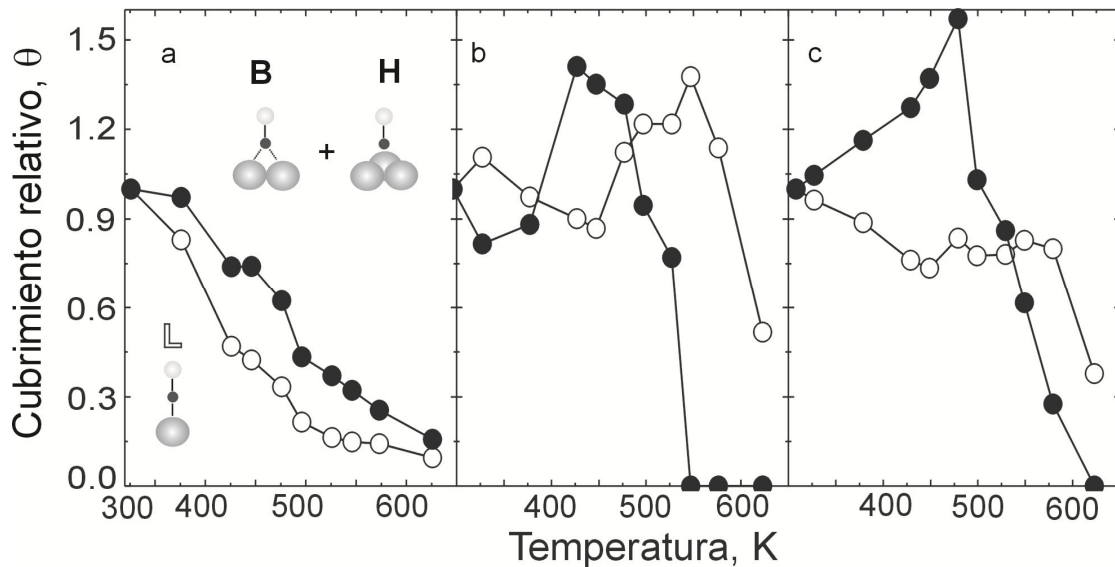 Cubrimiento relativo, θ
1.5
1.2
0.9
0.6
0.3
0.0
a
B
H
+
L
b
c
300 400 500 600
400 500 600
400 500 600
Temperatura, K